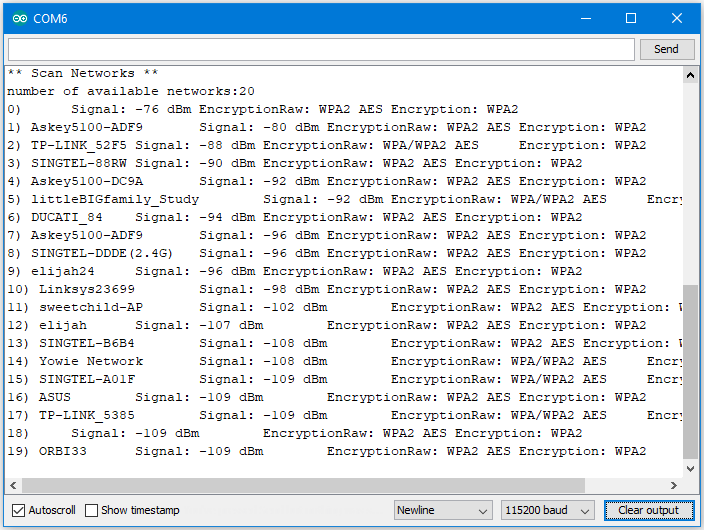 COM6
Send
** Scan Networks **
number of available networks:20
0) Signal: -76 dBm EncryptionRaw: WPA2 AES Encryption: WPA2
1) Askey5100-ADF9 Signal: -80 dBm EncryptionRaw: WPA2 AES Encryption: WPA2
2) TP-LINK_52F5 Signal: -88 dBm EncryptionRaw: WPA/WPA2 AES Encryption: WPA2
3) SINGTEL-88RW Signal: -90 dBm EncryptionRaw: WPA2 AES Encryption: WPA2
4) Askey5100-DC9A Signal: -92 dBm EncryptionRaw: WPA2 AES Encryption: WPA2
5) littleBIGfamily_Study Signal: -92 dBm EncryptionRaw: WPA/WPA2 AES Encry
6) DUCATI_84 Signal: -94 dBm EncryptionRaw: WPA2 AES Encryption: WPA2
7) Askey5100-ADF9 Signal: -96 dBm EncryptionRaw: WPA2 AES Encryption: WPA2
8) SINGTEL-DDDE(2.4G) Signal: -96 dBm EncryptionRaw: WPA2 AES Encryption: WPA2
9) elijah24 Signal: -96 dBm EncryptionRaw: WPA2 AES Encryption: WPA2
10) Linksys23699 Signal: -98 dBm EncryptionRaw: WPA2 AES Encryption: WPA2
11) sweetchild-AP Signal: -102 dBm EncryptionRaw: WPA2 AES Encryption: W
12) elijah Signal: -107 dBm EncryptionRaw: WPA2 AES Encryption: WPA2
13) SINGTEL-B6B4 Signal: -108 dBm EncryptionRaw: WPA2 AES Encryption: W
14) Yowie Network Signal: -108 dBm EncryptionRaw: WPA/WPA2 AES Encry
15) SINGTEL-A01F Signal: -109 dBm EncryptionRaw: WPA/WPA2 AES Encry
16) ASUS Signal: -109 dBm EncryptionRaw: WPA2 AES Encryption: WPA2
17) TP-LINK_5385 Signal: -109 dBm EncryptionRaw: WPA/WPA2 AES Encry
18) Signal: -109 dBm EncryptionRaw: WPA2 AES Encryption: WPA2
19) ORBI33 Signal: -109 dBm EncryptionRaw: WPA2 AES Encryption: WPA2
Autoscroll Show timestamp Newline 115200 baud Clear output